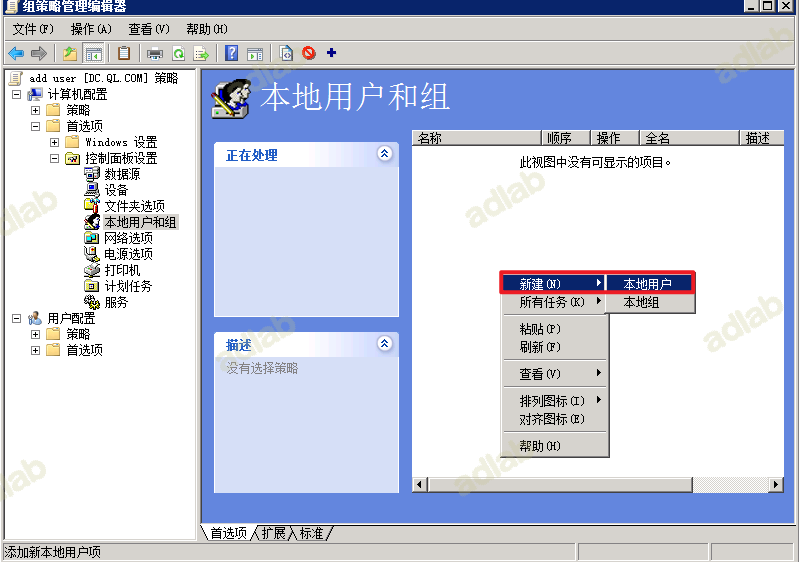 组策略管理编辑器
文件(F) 操作(A) 查看(V) 帮助(H)
add user [DC.QL.COM] 策略
计算机配置
策略
首选项
Windows 设置
控制面板设置
数据源
设备
文件夹选项
本地用户和组
网络选项
电源选项
打印机
计划任务
服务
用户配置
策略
首选项
本地用户和组
正在处理
描述
没有选择策略
名称 顺序 操作 全名 描述
此视图中没有可显示的项目。
新建(N)
所有任务(K)
粘贴(P)
刷新(F)
查看(V)
排列图标(I)
对齐图标(E)
帮助(H)
本地用户
本地组
首选项 扩展 标准
添加新本地用户项
adlab
adlab
adlab
adlab
adlab
adlab
adlab
adlab